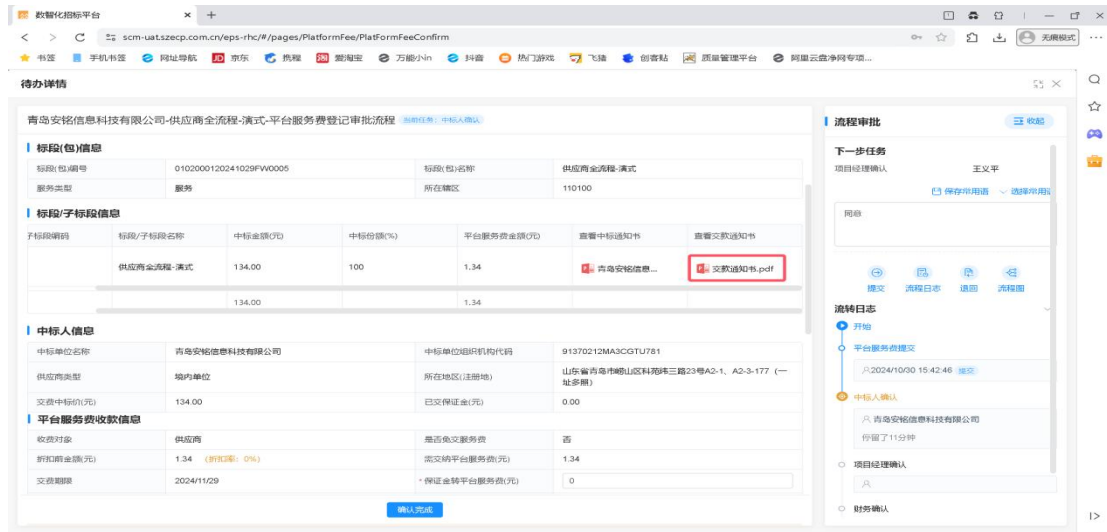 数智化招标平台
scm-uat.szecp.com.cn/eps-rhc/#/pages/PlatformFee/PlatFormFeeConfirm
无痕模式
书签 手机书签 网址导航 京东 携程 爱淘宝 万能小in 抖音 热门游戏 飞猪 创客贴 质量管理平台 阿里云盘净网专项...
待办详情
青岛安铭信息科技有限公司-供应商全流程-演式-平台服务费登记审批流程 当前任务：中标人确认
标段(包)信息
标段(包)编号 0102000120241029FW0005 标段(包)名称 供应商全流程-演式
服务类型 服务 所在辖区 110100
标段/子标段信息
子标段编码 标段/子标段名称 中标金额(元) 中标份额(%) 平台服务费金额(元) 查看中标通知书 查看交款通知书
供应商全流程-演式 134.00 100 1.34 青岛安铭信息... 交款通知书.pdf
134.00 1.34
中标人信息
中标单位名称 青岛安铭信息科技有限公司 中标单位组织机构代码 91370212MA3CGTU781
供应商类型 境内单位 所在地区(注册地) 山东省青岛市崂山区科苑纬三路23号A2-1、A2-3-177（一
址多照）
交费中标价(元) 134.00 已交保证金(元) 0.00
平台服务费收款信息
收费对象 供应商 是否免交服务费 否
折扣前金额(元) 1.34 (折扣率：0%) 需交纳平台服务费(元) 1.34
交费期限 2024/11/29 *保证金转平台服务费(元) 0
确认完成
流程审批 收起
下一步任务
项目经理确认 王义平
保存常用语 选择常用语
同意
提交 流程日志 退回 流程图
流转日志
开始
平台服务费提交
2024/10/30 15:42:46 提交
中标人确认
青岛安铭信息科技有限公司
停留了11分钟
项目经理确认
财务确认